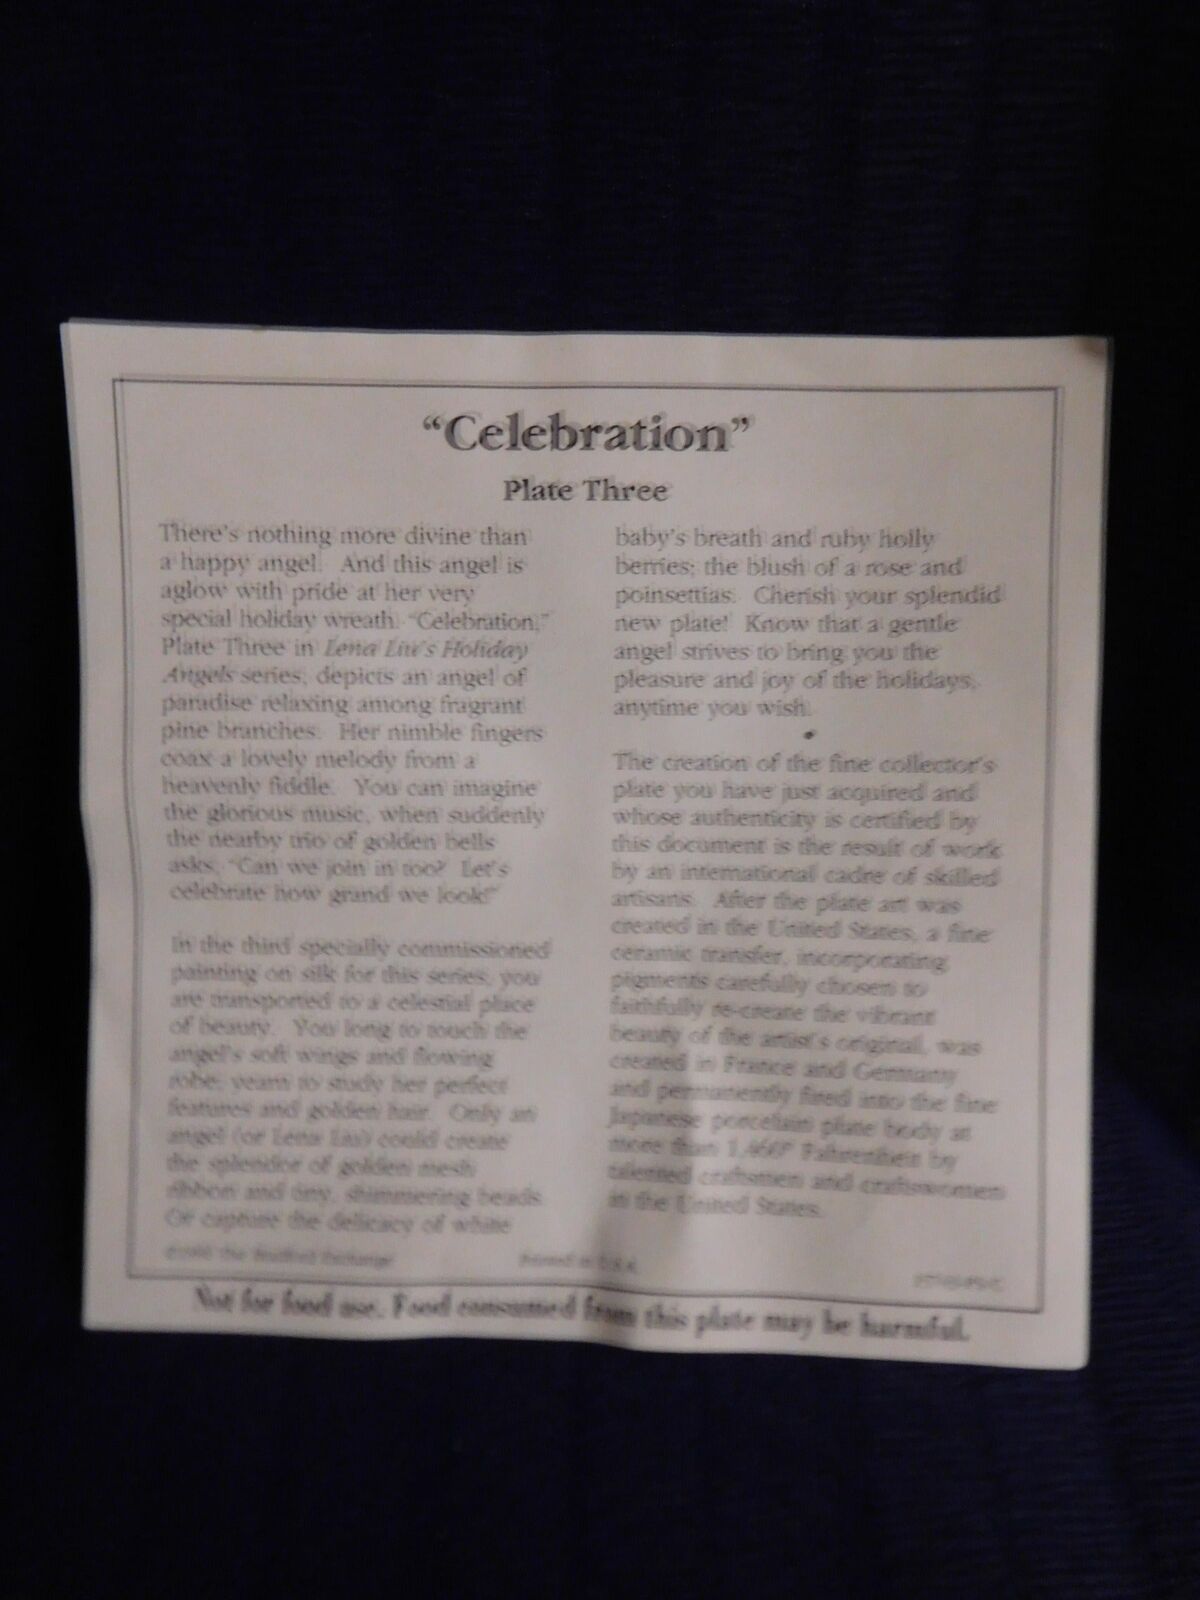 “Celebration”
Plate Three
There's nothing more divine than
a happy angel. And this angel is
aglow with pride at her very
special holiday wreath. “Celebration,”
Plate Three in Lena Liu's Holiday
Angels series, depicts an angel of
paradise relaxing among fragrant
pine branches. Her nimble fingers
coax a lovely melody from a
heavenly fiddle. You can imagine
the glorious music, when suddenly
the nearby trio of golden bells
asks, “Can we join in too? Let's
celebrate how grand we look!”
In the third specially commissioned
painting on silk for this series, you
are transported to a celestial place
of beauty. You long to touch the
angel's soft wings and flowing
robe; yearn to study her perfect
features and golden hair. Only an
angel (or Lena Liu) could create
the splendor of golden mesh
ribbon and tiny, shimmering beads.
Or capture the delicacy of white
baby's breath and ruby holly
berries; the blush of a rose and
poinsettias. Cherish your splendid
new plate! Know that a gentle
angel strives to bring you the
pleasure and joy of the holidays,
anytime you wish.
The creation of the fine collector's
plate you have just acquired and
whose authenticity is certified by
this document is the result of work
by an international cadre of skilled
artisans. After the plate art was
created in the United States, a fine
ceramic transfer, incorporating
pigments carefully chosen to
faithfully re-create the vibrant
beauty of the artist's original, was
created in France and Germany
and permanently fired into the fine
Japanese porcelain plate body at
more than Fahrenheit by
talented craftsmen and craftswomen
in the United States.
The Bradford Exchange
Printed in U.S.A.
Not for food use. Food consumed from this plate may be harmful.